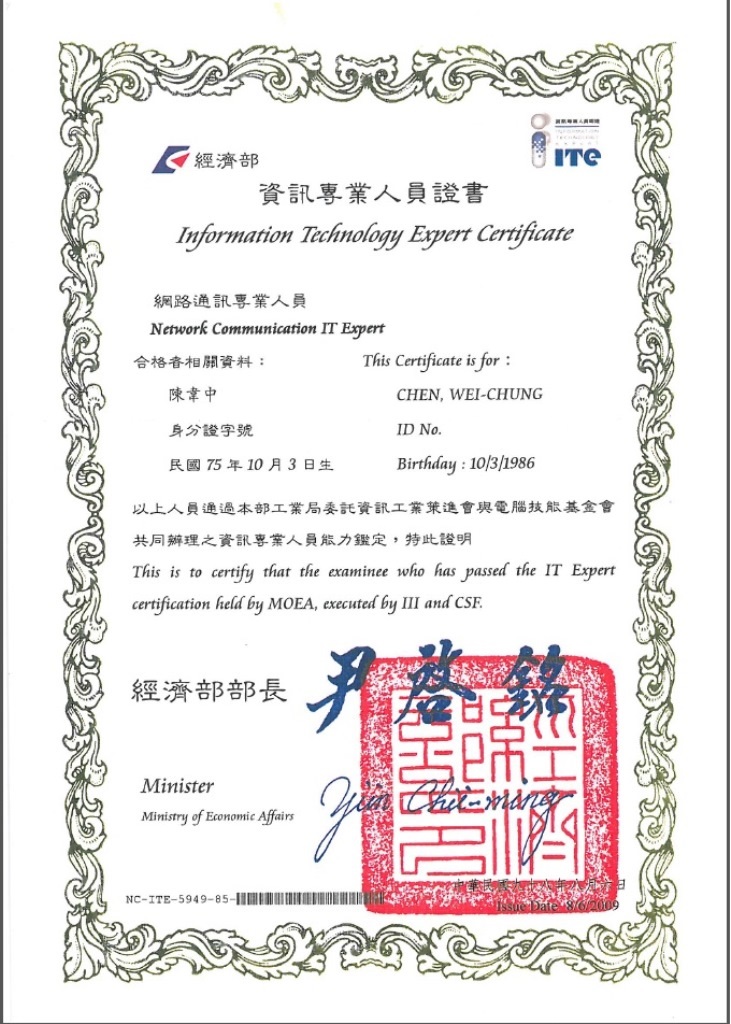 經濟部
ITe
資訊專業人員證書
Information Technology Expert Certificate
網路通訊專業人員
Network Communication IT Expert
合格者相關資料：
This Certificate is for：
陳韋中
CHEN, WEI-CHUNG
身分證字號
ID No.
民國 75 年 10 月 3 日生
Birthday : 10/3/1986
以上人員通過本部工業局委託資訊工業策進會與電腦技能基金會
共同辦理之資訊專業人員能力鑑定，特此證明
This is to certify that the examinee who has passed the IT Expert
certification held by MOEA, executed by III and CSF.
經濟部部長 尹啓銘
Minister
Yiin Chii-ming
Ministry of Economic Affairs
NC-ITE-5949-85-
中華民國九十八年八月六日
Issue Date 8/6/2009